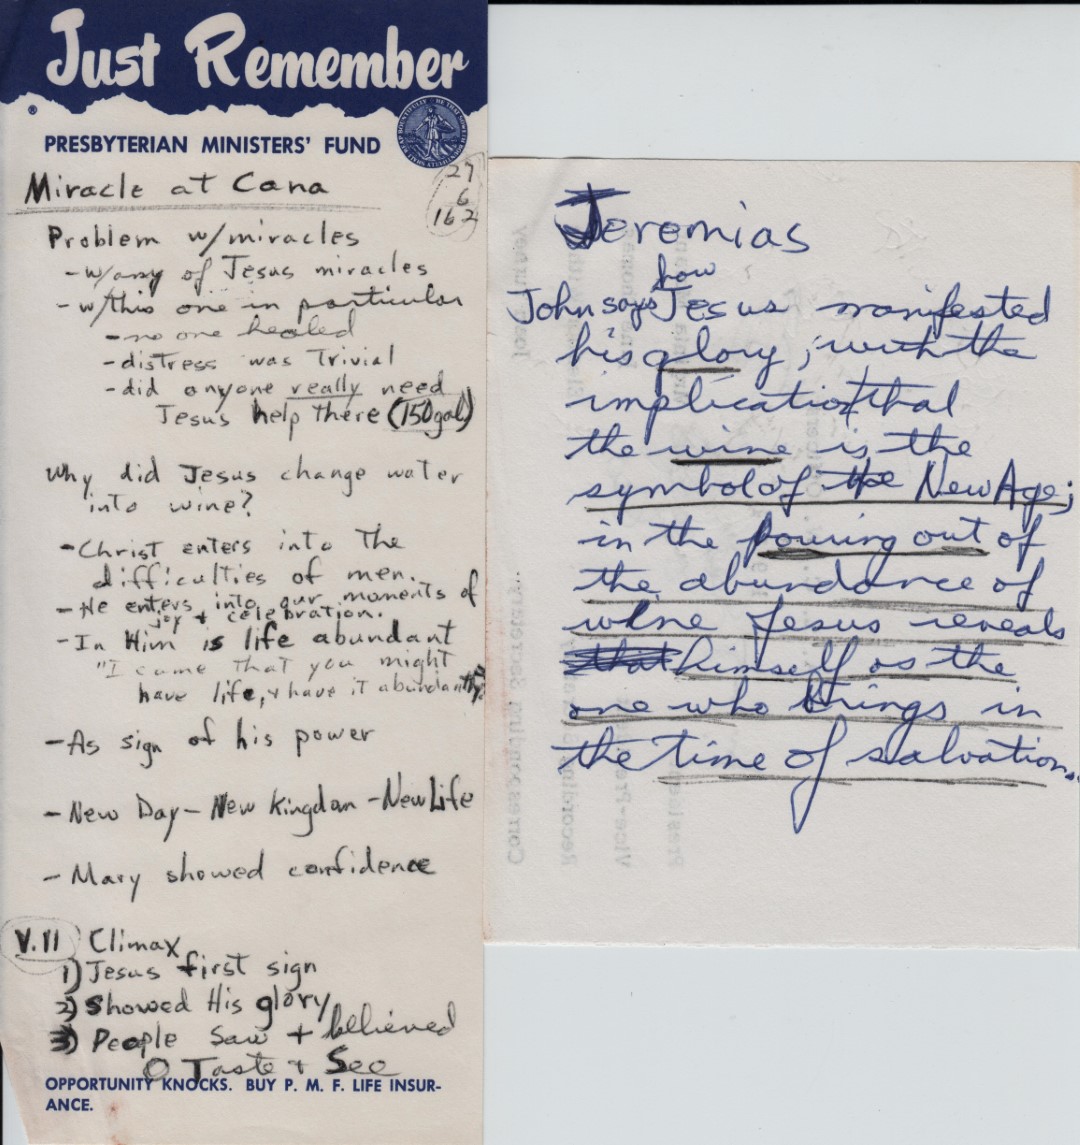 Just Remember
®
PRESBYTERIAN MINISTERS' FUND
Miracle at Cana
27
6
162
Problem w/miracles
- w/any of Jesus miracles
- w/this one in particular
- no one healed
- distress was Trivial
- did anyone really need
Jesus help there (150gal)
Why did Jesus change water
into wine?
- Christ enters into the
difficulties of men.
- He enters into our moments of
joy + celebration.
- In Him is life abundant
"I came that you might
have life, + have it abundantly
- As sign of his power
- New Day - New Kingdom - New Life
- Mary showed confidence
V.11 Climax
1) Jesus first sign
2) Showed His glory
3) People Saw + believed
O Taste + See
OPPORTUNITY KNOCKS. BUY P. M. F. LIFE INSUR-
ANCE.
Jeremias
how
John says Jesus manifested
his glory; with the
implication that
the wine is the
symbol of the New Age;
in the pouring out of
the abundance of
wine Jesus reveals
himself as the
one who brings in
the time of salvation.